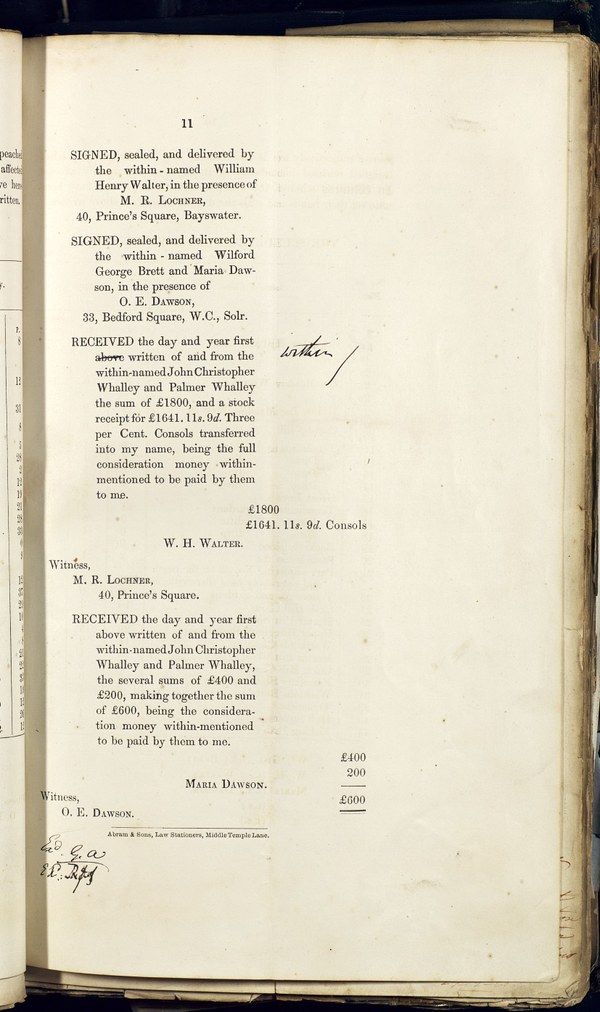 11
SIGNED, sealed, and delivered by
the within-named William
Henry Walter, in the presence of
M. R. LOCHNER,
40, Prince's Square, Bayswater.
SIGNED, sealed, and delivered by
the within-named Wilford
George Brett and Maria Daw-
son, in the presence of
O. E. DAWSON,
33, Bedford Square, W.C., Solr.
RECEIVED the day and year first
above written of and from the
within /
within-named John Christopher
Whalley and Palmer Whalley
the sum of £1800, and a stock
receipt for £1641. 11s. 9d. Three
per Cent. Consols transferred
into my name, being the full
consideration money within-
mentioned to be paid by them
to me.
£1800
£1641. 11s. 9d. Consols
W. H. WALTER.
Witness,
M. R. LOCHNER,
40, Prince's Square.
RECEIVED the day and year first
above written of and from the
within-named John Christopher
Whalley and Palmer Whalley,
the several sums of £400 and
£200, making together the sum
of £600, being the considera-
tion money within-mentioned
to be paid by them to me.
£400
200
MARIA DAWSON.
Witness,
£600
O. E. DAWSON.
Abram & Sons, Law Stationers, Middle Temple Lane.
peache
affecte
ritten.